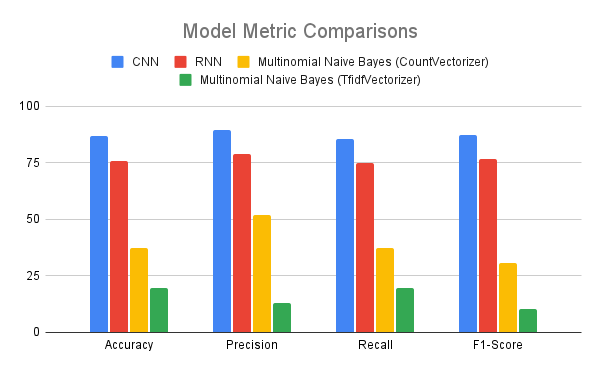 Model Metric Comparisons
CNN RNN Multinomial Naive Bayes (CountVectorizer)
Multinomial Naive Bayes (TfidfVectorizer)
100
75
50
25
0
Accuracy Precision Recall F1-Score